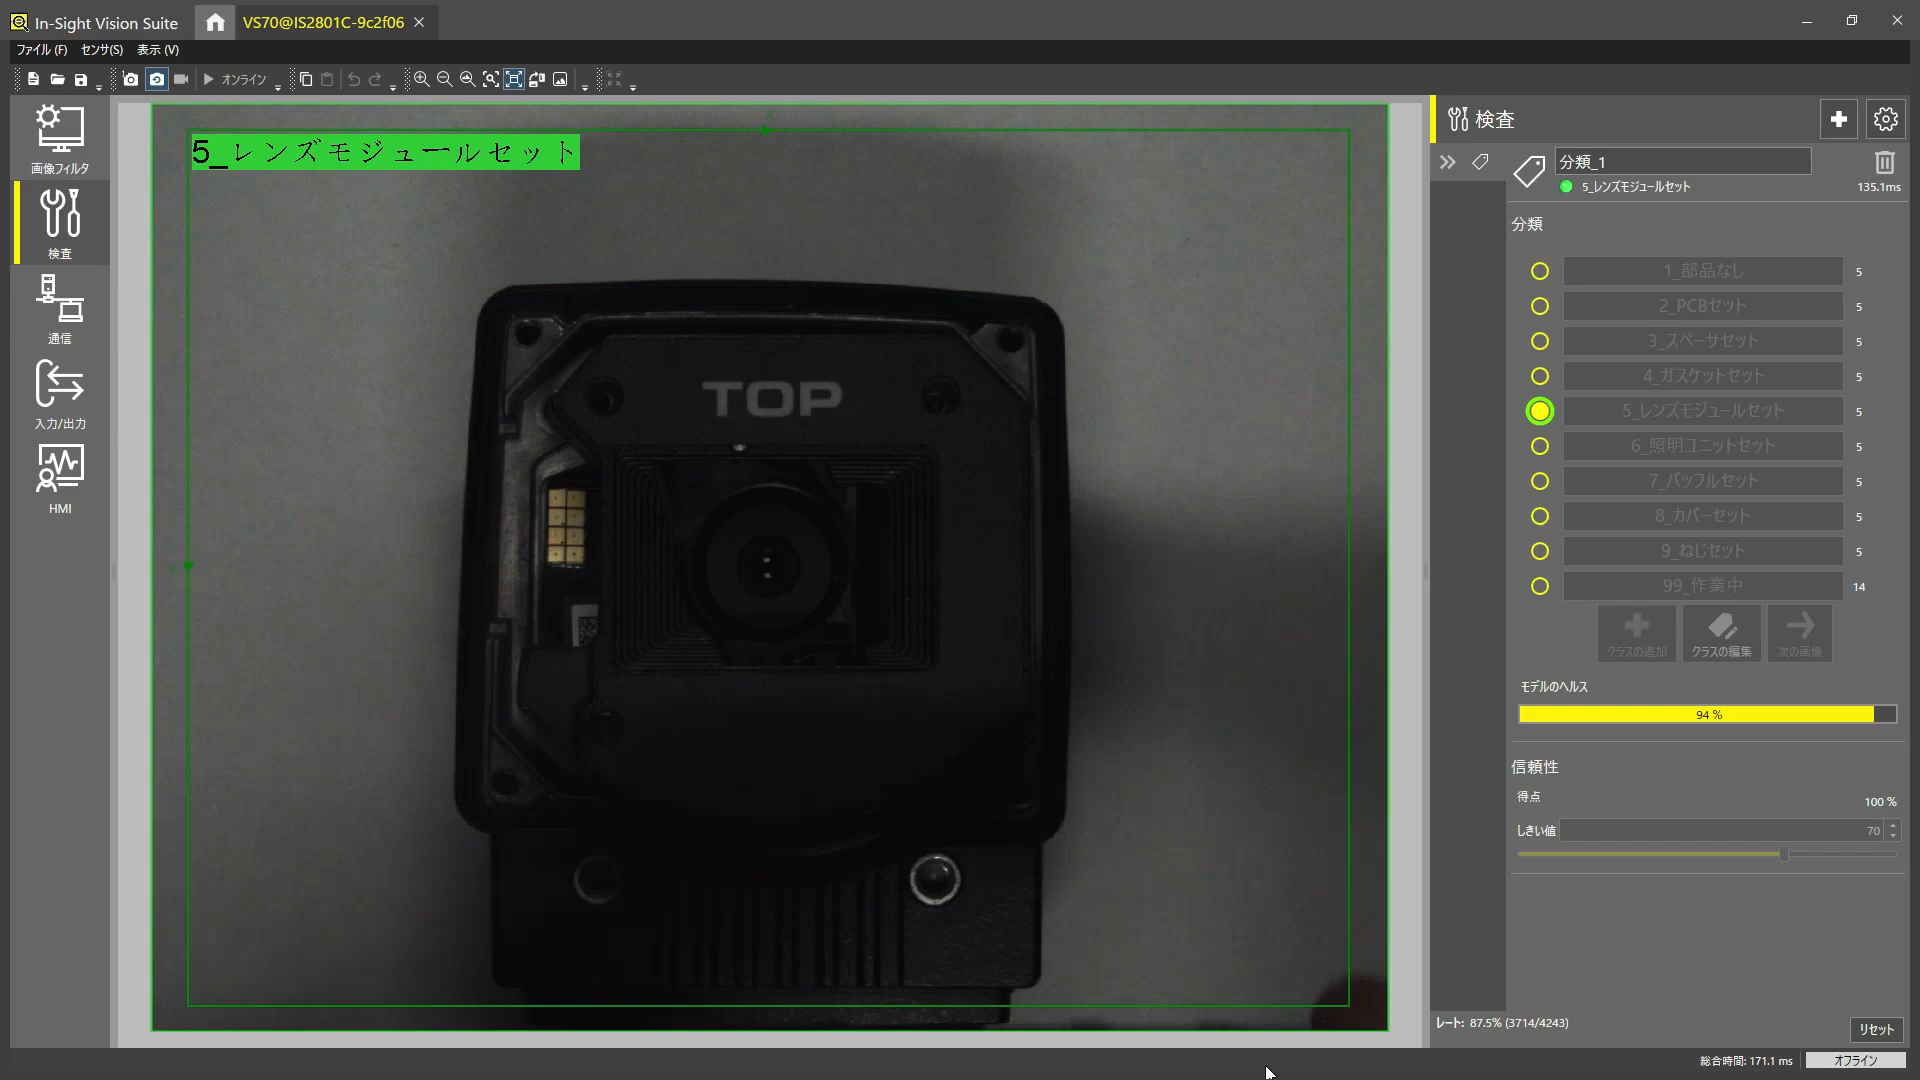 In-Sight Vision Suite
VS70@IS2801C-9c2f06
ファイル (F) センサ(S) 表示 (V)
オンライン
画像フィルタ
検査
通信
入力/出力
HMI
5_レンズモジュールセット
TOP
検査
分類_1
5_レンズモジュールセット
135.1ms
分類
1_部品なし 5
2_PCBセット 5
3_スペーサセット 5
4_ガスケットセット 5
5_レンズモジュールセット 5
6_照明ユニットセット 5
7_バッフルセット 5
8_カバーセット 5
9_ねじセット 5
99_作業中 14
クラスの追加 クラスの編集 次の画像
モデルのヘルス
94 %
信頼性
得点 100 %
しきい値 70
レート: 87.5% (3714/4243)
リセット
総合時間: 171.1 ms オフライン